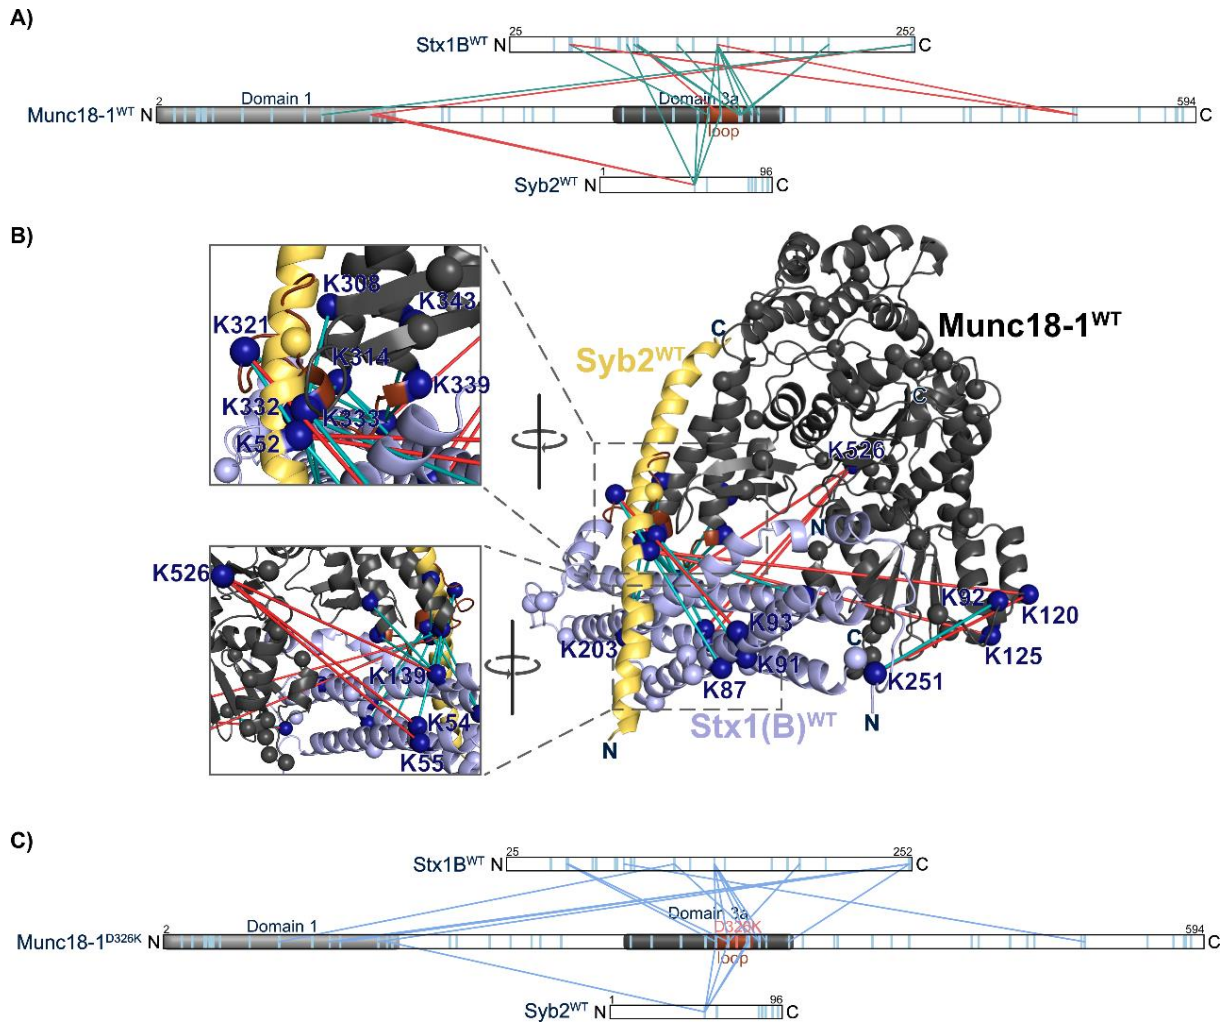 A)
25 252
Stx1B^WT N C
2 Domain 1 Domain 3a 594
Munc18-1^WT N C
loop
1 96
Syb2^WT N C
B)
K308
K343
K321
K314
K339
K332
K333
K52
C
Munc18-1^WT
Syb2^WT
C
K526
N
K526
K92
K120
K93
C
K125
K203
K91
K139
K87
K251
K54
Stx1(B)^WT
N
K55
N
C)
25 252
Stx1B^WT N C
Domain 3a
2 Domain 1 D326K 594
Munc18-1^D326K N C
loop
1 96
Syb2^WT N C